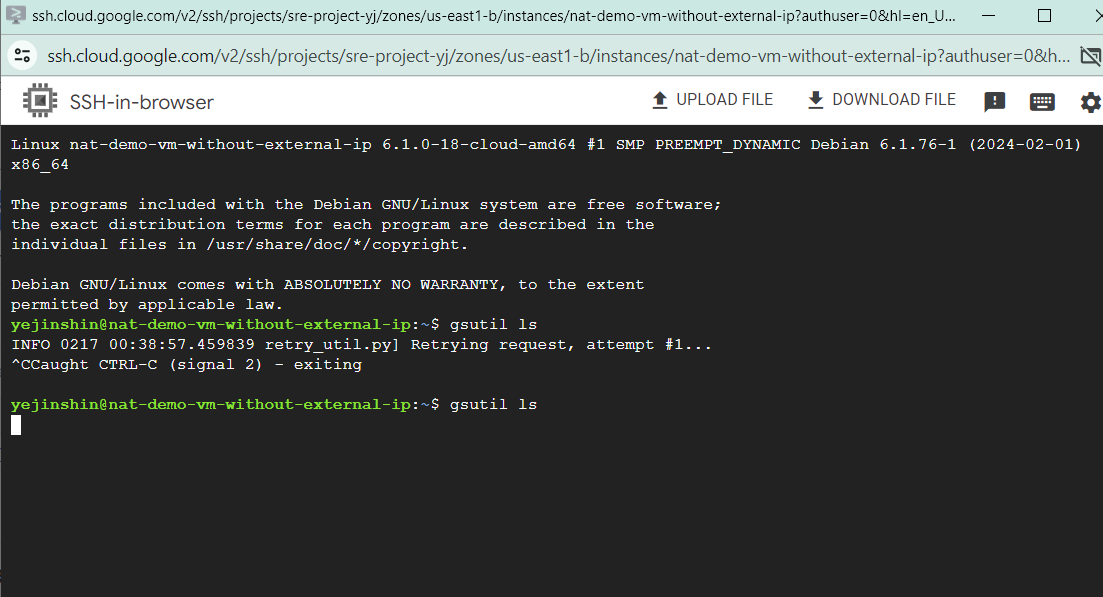 ssh.cloud.google.com/v2/ssh/projects/sre-project-yj/zones/us-east1-b/instances/nat-demo-vm-without-external-ip?authuser=0&hl=en_U...
ssh.cloud.google.com/v2/ssh/projects/sre-project-yj/zones/us-east1-b/instances/nat-demo-vm-without-external-ip?authuser=0&h...
SSH-in-browser
UPLOAD FILE
DOWNLOAD FILE
Linux nat-demo-vm-without-external-ip 6.1.0-18-cloud-amd64 #1 SMP PREEMPT_DYNAMIC Debian 6.1.76-1 (2024-02-01)
x86_64
The programs included with the Debian GNU/Linux system are free software;
the exact distribution terms for each program are described in the
individual files in /usr/share/doc/*/copyright.
Debian GNU/Linux comes with ABSOLUTELY NO WARRANTY, to the extent
permitted by applicable law.
yejinshin@nat-demo-vm-without-external-ip:~$ gsutil ls
INFO 0217 00:38:57.459839 retry_util.py] Retrying request, attempt #1...
^CCaught CTRL-C (signal 2) - exiting
yejinshin@nat-demo-vm-without-external-ip:~$ gsutil ls